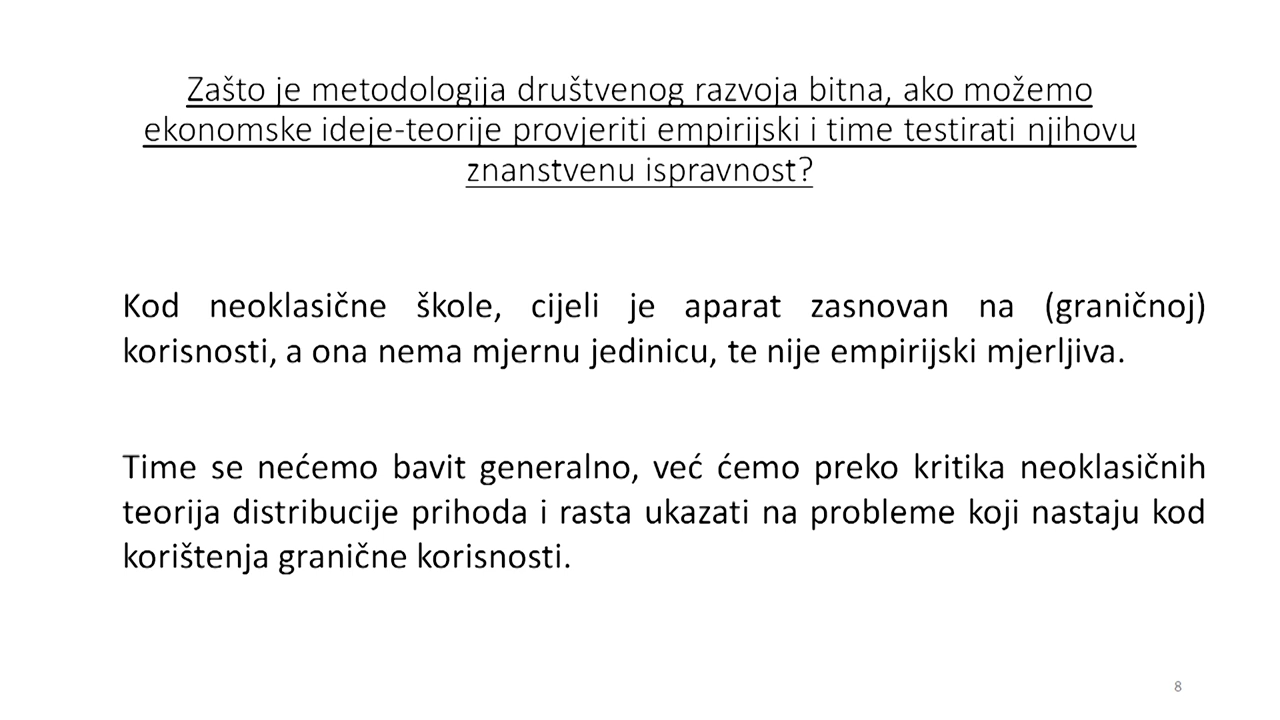 Zašto je metodologija društvenog razvoja bitna, ako možemo
ekonomske ideje-teorije provjeriti empirijski i time testirati njihovu
znanstvenu ispravnost?
Kod neoklasične škole, cijeli je aparat zasnovan na (graničnoj)
korisnosti, a ona nema mjernu jedinicu, te nije empirijski mjerljiva.
Time se nećemo bavit generalno, već ćemo preko kritika neoklasičnih
teorija distribucije prihoda i rasta ukazati na probleme koji nastaju kod
korištenja granične korisnosti.
8